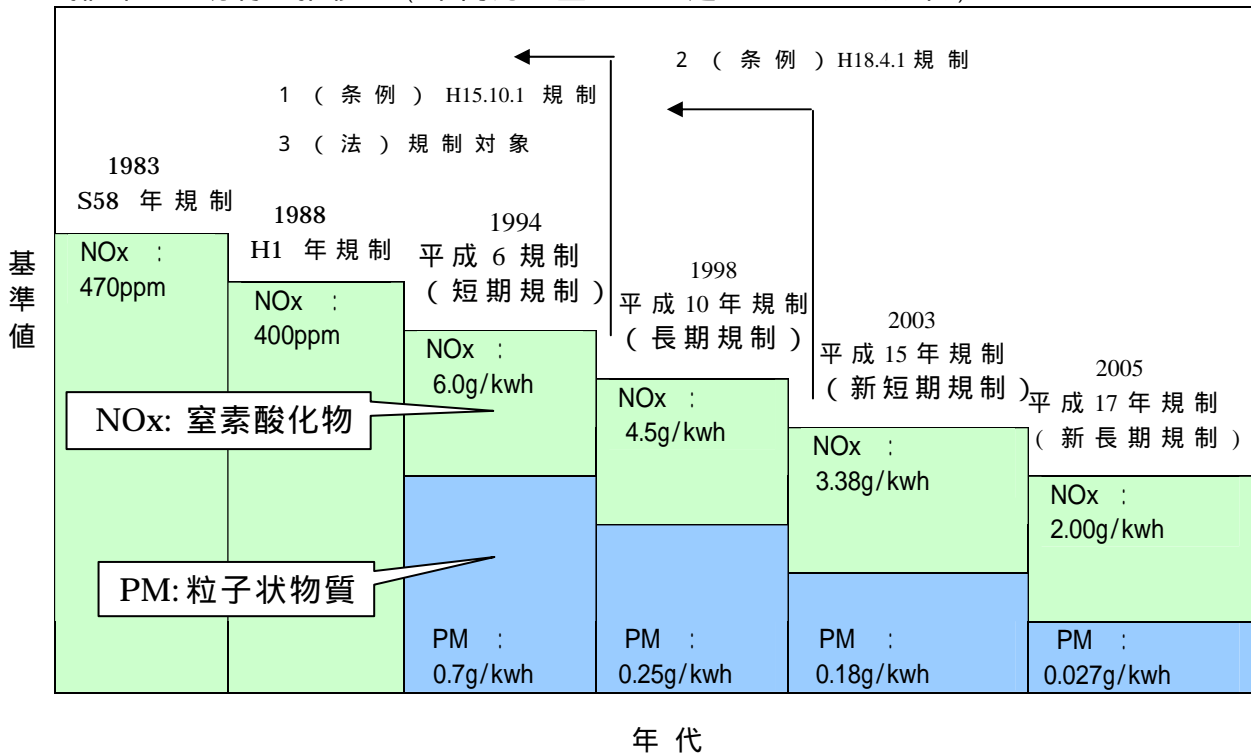 2 ( 条 例 ) H18.4.1 規 制
1 ( 条 例 ) H15.10.1 規 制
3 ( 法 ) 規 制 対 象
1983
S58 年 規 制
1988
H1 年 規 制
1994
平 成 6 規 制
( 短 期 規 制 )
1998
平 成 10 年 規 制
( 長 期 規 制 )
2003
平 成 15 年 規 制
( 新 短 期 規 制 )
2005
平 成 17 年 規 制
( 新 長 期 規 制 )
基準値
NOx :
470ppm
NOx :
400ppm
NOx :
6.0g/kwh
NOx :
4.5g/kwh
NOx :
3.38g/kwh
NOx :
2.00g/kwh
NOx: 窒素酸化物
PM: 粒子状物質
PM :
0.7g/kwh
PM :
0.25g/kwh
PM :
0.18g/kwh
PM :
0.027g/kwh
年 代